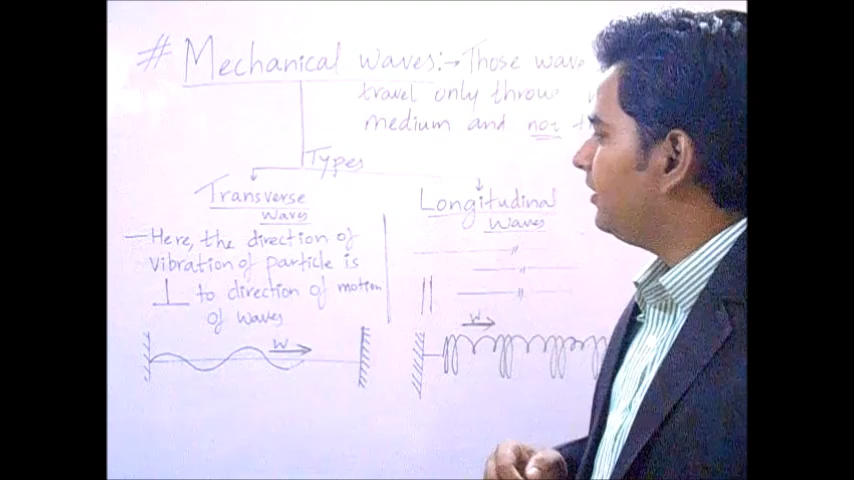 # Mechanical waves:→ Those wave
travel only throw
medium and not
Types
Transverse
Waves
Here, the direction of
vibration of particle is
⊥ to direction of motion
of waves
W
Longitudinal
Waves
〃
〃
|| 〃
W